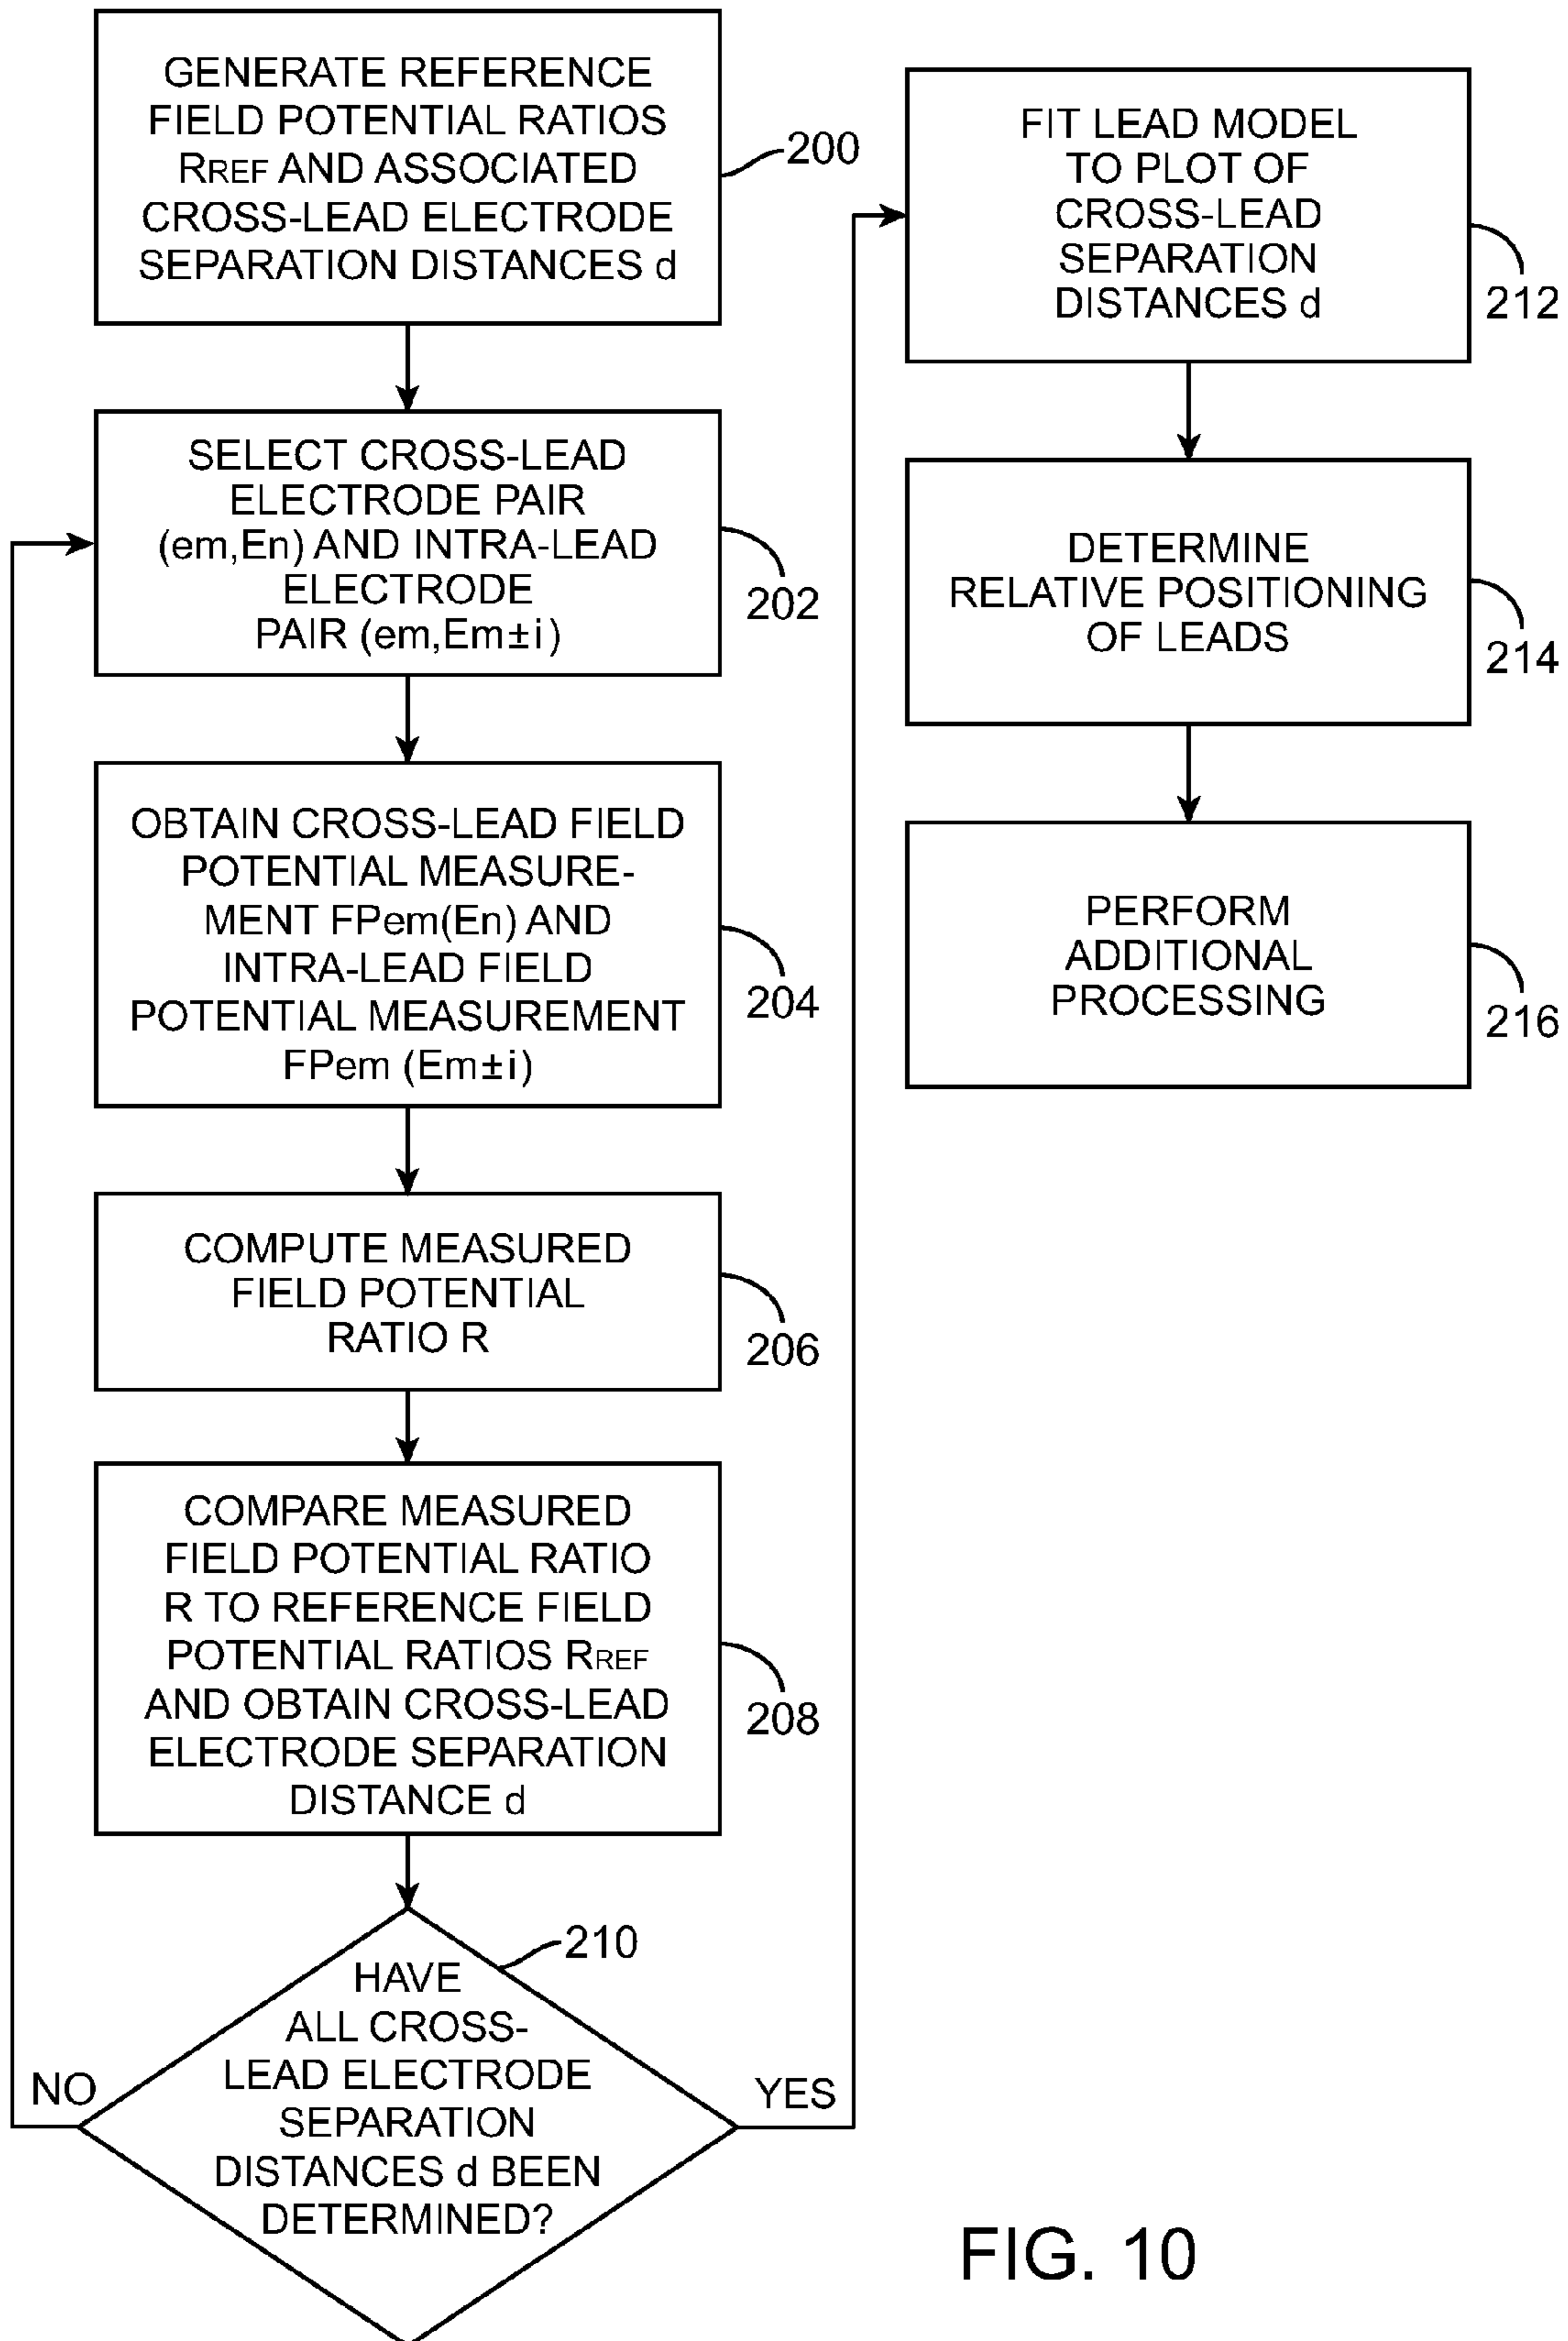 GENERATE REFERENCE
FIELD POTENTIAL RATIOS
RREF AND ASSOCIATED
CROSS-LEAD ELECTRODE
SEPARATION DISTANCES d
200
SELECT CROSS-LEAD
ELECTRODE PAIR
(em,En) AND INTRA-LEAD
ELECTRODE
PAIR (em,Em±i)
202
OBTAIN CROSS-LEAD FIELD
POTENTIAL MEASURE-
MENT FPem(En) AND
INTRA-LEAD FIELD
POTENTIAL MEASUREMENT
FPem (Em±i)
204
COMPUTE MEASURED
FIELD POTENTIAL
RATIO R
206
COMPARE MEASURED
FIELD POTENTIAL RATIO
R TO REFERENCE FIELD
POTENTIAL RATIOS RREF
AND OBTAIN CROSS-LEAD
ELECTRODE SEPARATION
DISTANCE d
208
210
HAVE
ALL CROSS-
LEAD ELECTRODE
SEPARATION
DISTANCES d BEEN
DETERMINED?
NO
YES
FIT LEAD MODEL
TO PLOT OF
CROSS-LEAD
SEPARATION
DISTANCES d
212
DETERMINE
RELATIVE POSITIONING
OF LEADS
214
PERFORM
ADDITIONAL
PROCESSING
216
FIG. 10